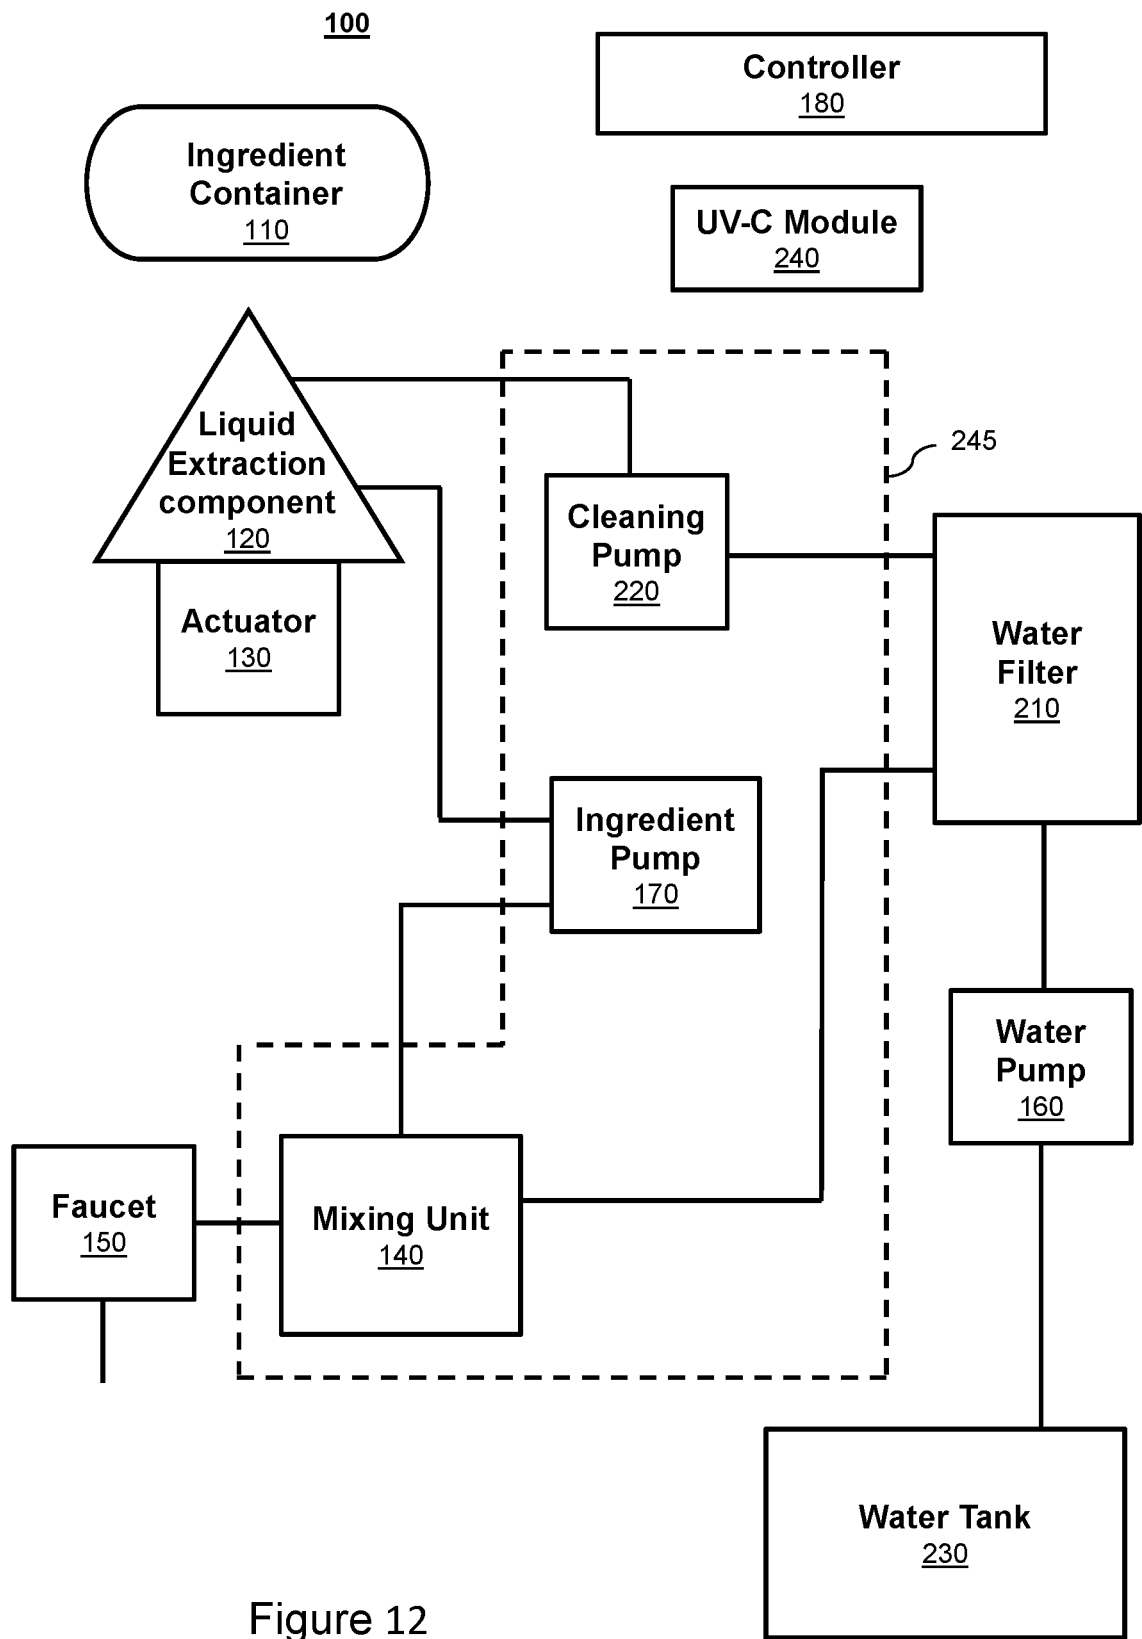 100
Controller
180
Ingredient
Container
110
UV-C Module
240
Liquid
Extraction
component
120
245
Cleaning
Pump
220
Actuator
130
Water
Filter
210
Ingredient
Pump
170
Water
Pump
160
Faucet
150
Mixing Unit
140
Water Tank
230
Figure 12